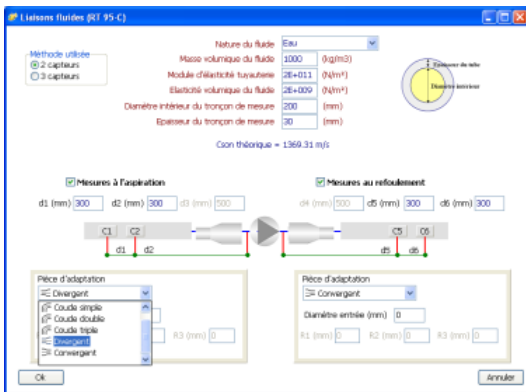 Liaisons fluides (RT 95-C)
Méthode utilisée
2 capteurs
3 capteurs
Nature du fluide Eau
Masse volumique du fluide 1000 (kg/m3)
Module d'élasticité tuyauterie 2E+011 (N/m²)
Elasticité volumique du fluide 2E+009 (N/m²)
Diamètre intérieur du tronçon de mesure 200 (mm)
Epaisseur du tronçon de mesure 30 (mm)
Epaisseur du tube
Diamètre intérieur
Cson théorique = 1369.31 m/s
Mesures à l'aspiration
Mesures au refoulement
d1 (mm) 300 d2 (mm) 300 d3 (mm) 500
d4 (mm) 500 d5 (mm) 300 d6 (mm) 300
C1 C2
C5 C6
d1 d2
d5 d6
Pièce d'adaptation
Divergent
Coude simple
Coude double
Coude triple
Divergent
Convergent
R3 (mm) 0
Pièce d'adaptation
Convergent
Diamètre entrée (mm) 0
R1 (mm) 0 R2 (mm) 0 R3 (mm) 0
Ok
Annuler